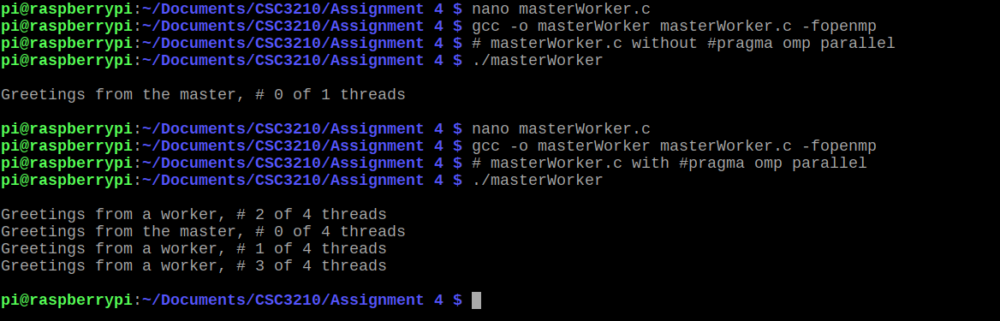 pi@raspberrypi:~/Documents/CSC3210/Assignment 4 $ nano masterWorker.c
pi@raspberrypi:~/Documents/CSC3210/Assignment 4 $ gcc -o masterWorker masterWorker.c -fopenmp
pi@raspberrypi:~/Documents/CSC3210/Assignment 4 $ # masterWorker.c without #pragma omp parallel
pi@raspberrypi:~/Documents/CSC3210/Assignment 4 $ ./masterWorker
Greetings from the master, # 0 of 1 threads
pi@raspberrypi:~/Documents/CSC3210/Assignment 4 $ nano masterWorker.c
pi@raspberrypi:~/Documents/CSC3210/Assignment 4 $ gcc -o masterWorker masterWorker.c -fopenmp
pi@raspberrypi:~/Documents/CSC3210/Assignment 4 $ # masterWorker.c with #pragma omp parallel
pi@raspberrypi:~/Documents/CSC3210/Assignment 4 $ ./masterWorker
Greetings from a worker, # 2 of 4 threads
Greetings from the master, # 0 of 4 threads
Greetings from a worker, # 1 of 4 threads
Greetings from a worker, # 3 of 4 threads
pi@raspberrypi:~/Documents/CSC3210/Assignment 4 $